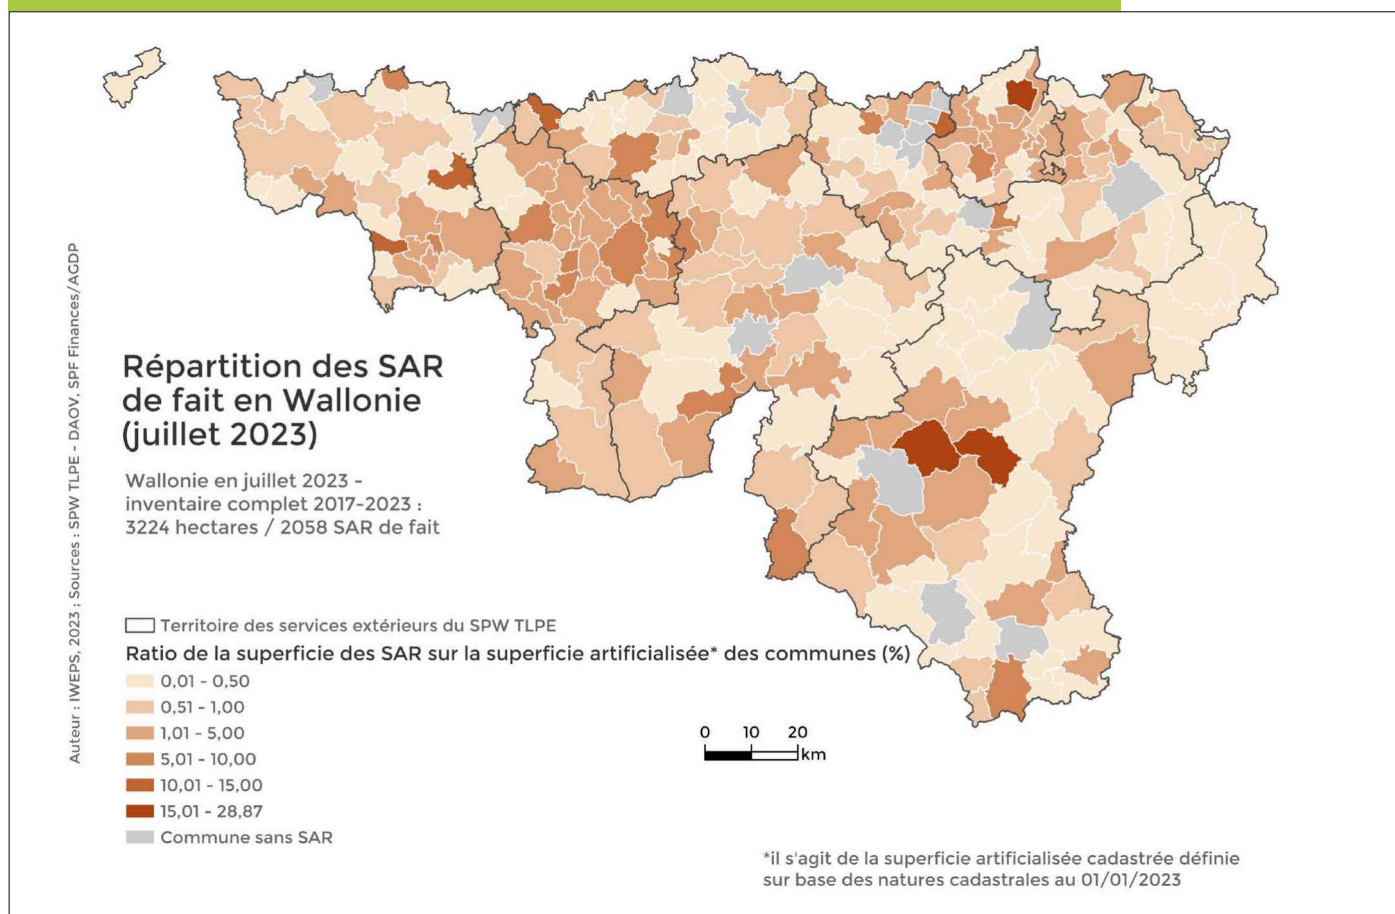 Répartition des SAR
de fait en Wallonie
(juillet 2023)
Wallonie en juillet 2023 -
inventaire complet 2017-2023 :
3224 hectares / 2058 SAR de fait
Territoire des services extérieurs du SPW TLPE
Ratio de la superficie des SAR sur la superficie artificialisée* des communes (%)
0,01 - 0,50
0,51 - 1,00
1,01 - 5,00
5,01 - 10,00
10,01 - 15,00
15,01 - 28,87
Commune sans SAR
0 10 20
km
*il s'agit de la superficie artificialisée cadastrée définie
sur base des natures cadastrales au 01/01/2023
Auteur : IWEPS, 2023 ; Sources : SPW TLPE - DAOV, SPF Finances/AGDP